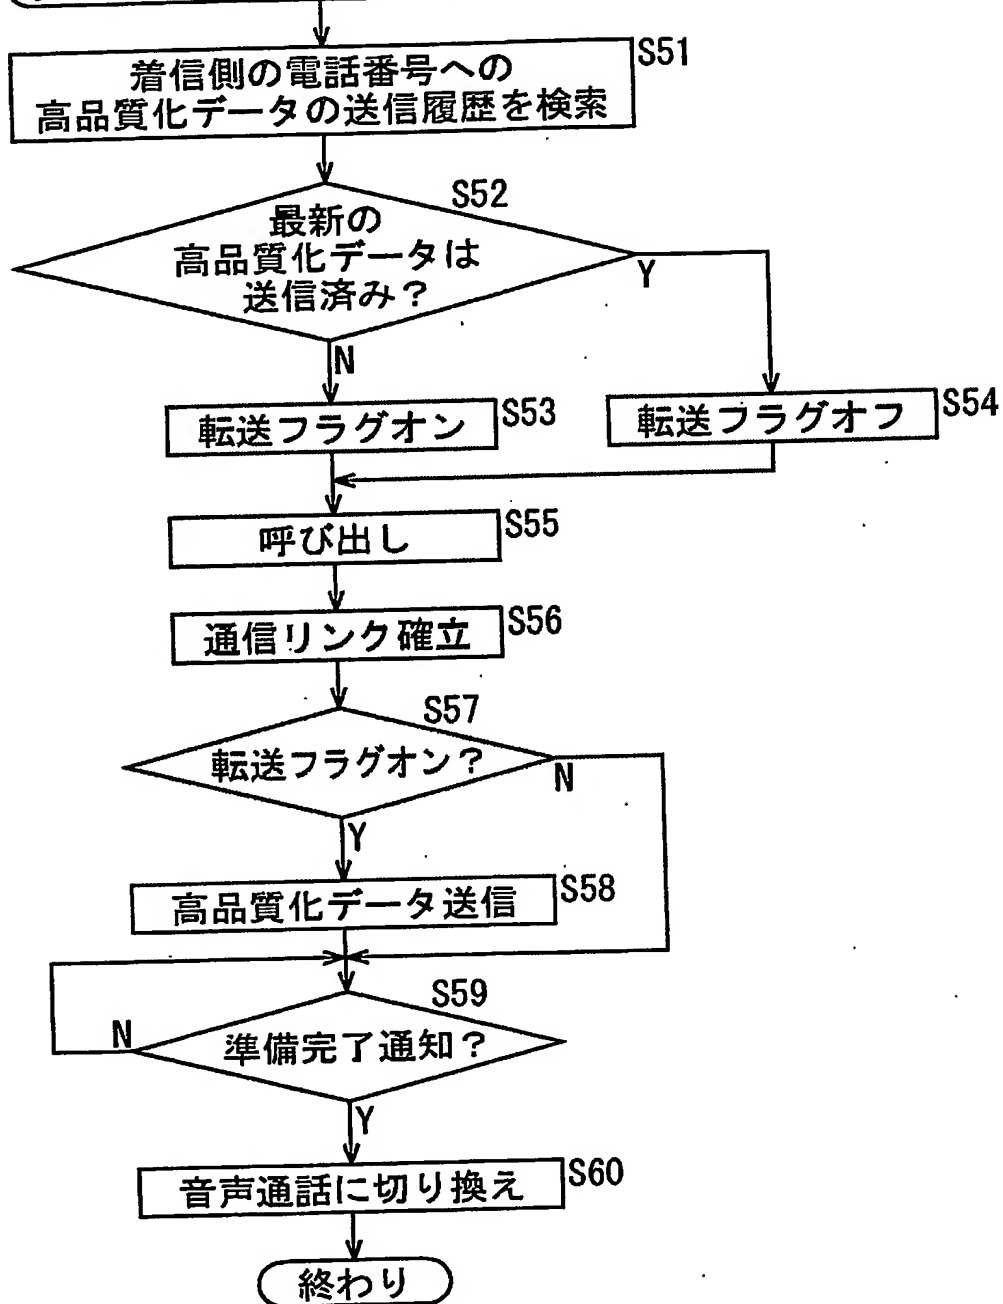 着信側の電話番号への
高品質化データの送信履歴を検索
S51
最新の
高品質化データは
送信済み？
S52
Y
N
転送フラグオン
S53
転送フラグオフ
S54
呼び出し
S55
通信リンク確立
S56
転送フラグオン？
S57
N
Y
高品質化データ送信
S58
準備完了通知？
S59
N
Y
音声通話に切り換え
S60
終わり